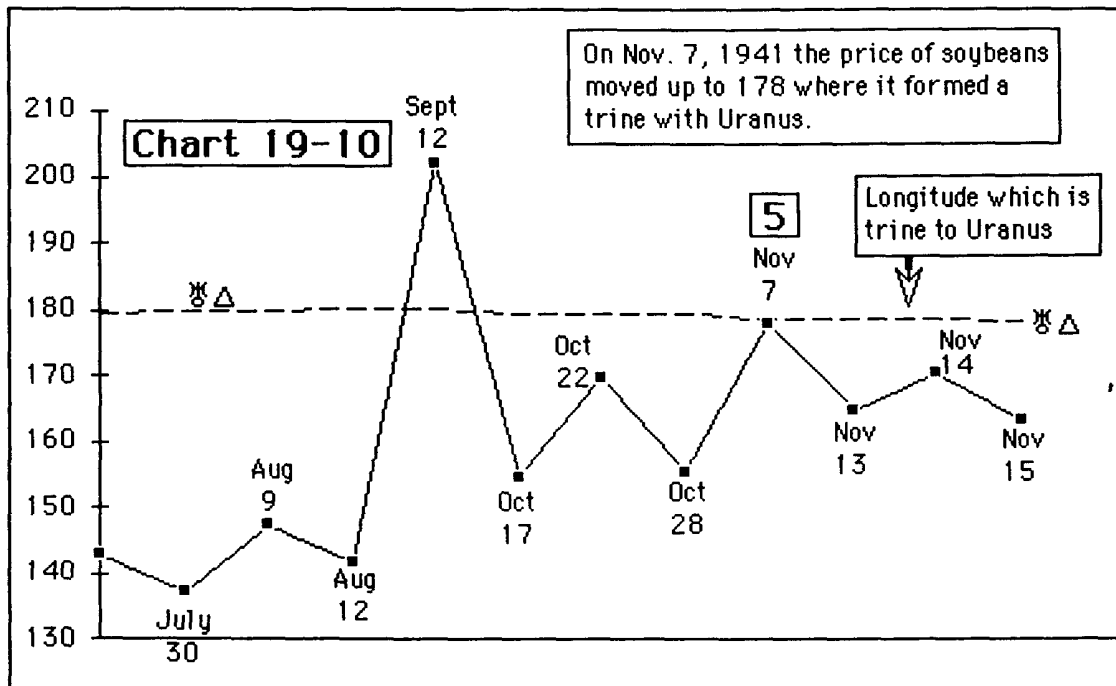 On Nov. 7, 1941 the price of soybeans
moved up to 178 where it formed a
trine with Uranus.
Chart 19-10
Longitude which is
trine to Uranus
5
210
200
190
180
170
160
150
140
130
July
30
Aug
9
Aug
12
Sept
12
Oct
17
Oct
22
Oct
28
Nov
7
Nov
13
Nov
14
Nov
15
♅ △
♅ △